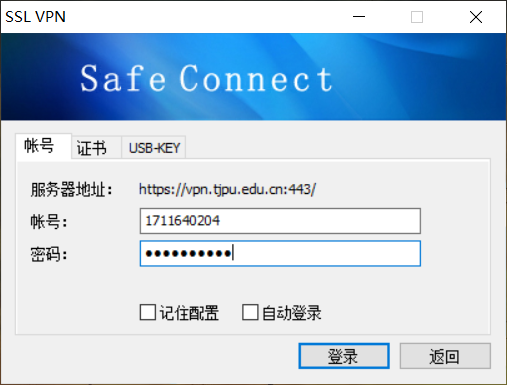 SSL VPN
Safe Connect
帐号 证书 USB-KEY
服务器地址： https://vpn.tjpu.edu.cn:443/
帐号： 1711640204
密码： ●●●●●●●●●●
记住配置 自动登录
登录 返回